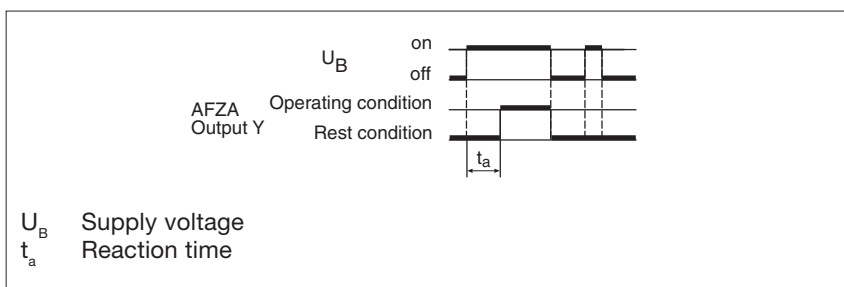 on
U_B
off
AFZA Operating condition
Output Y Rest condition
t_a
U_B Supply voltage
t_a Reaction time